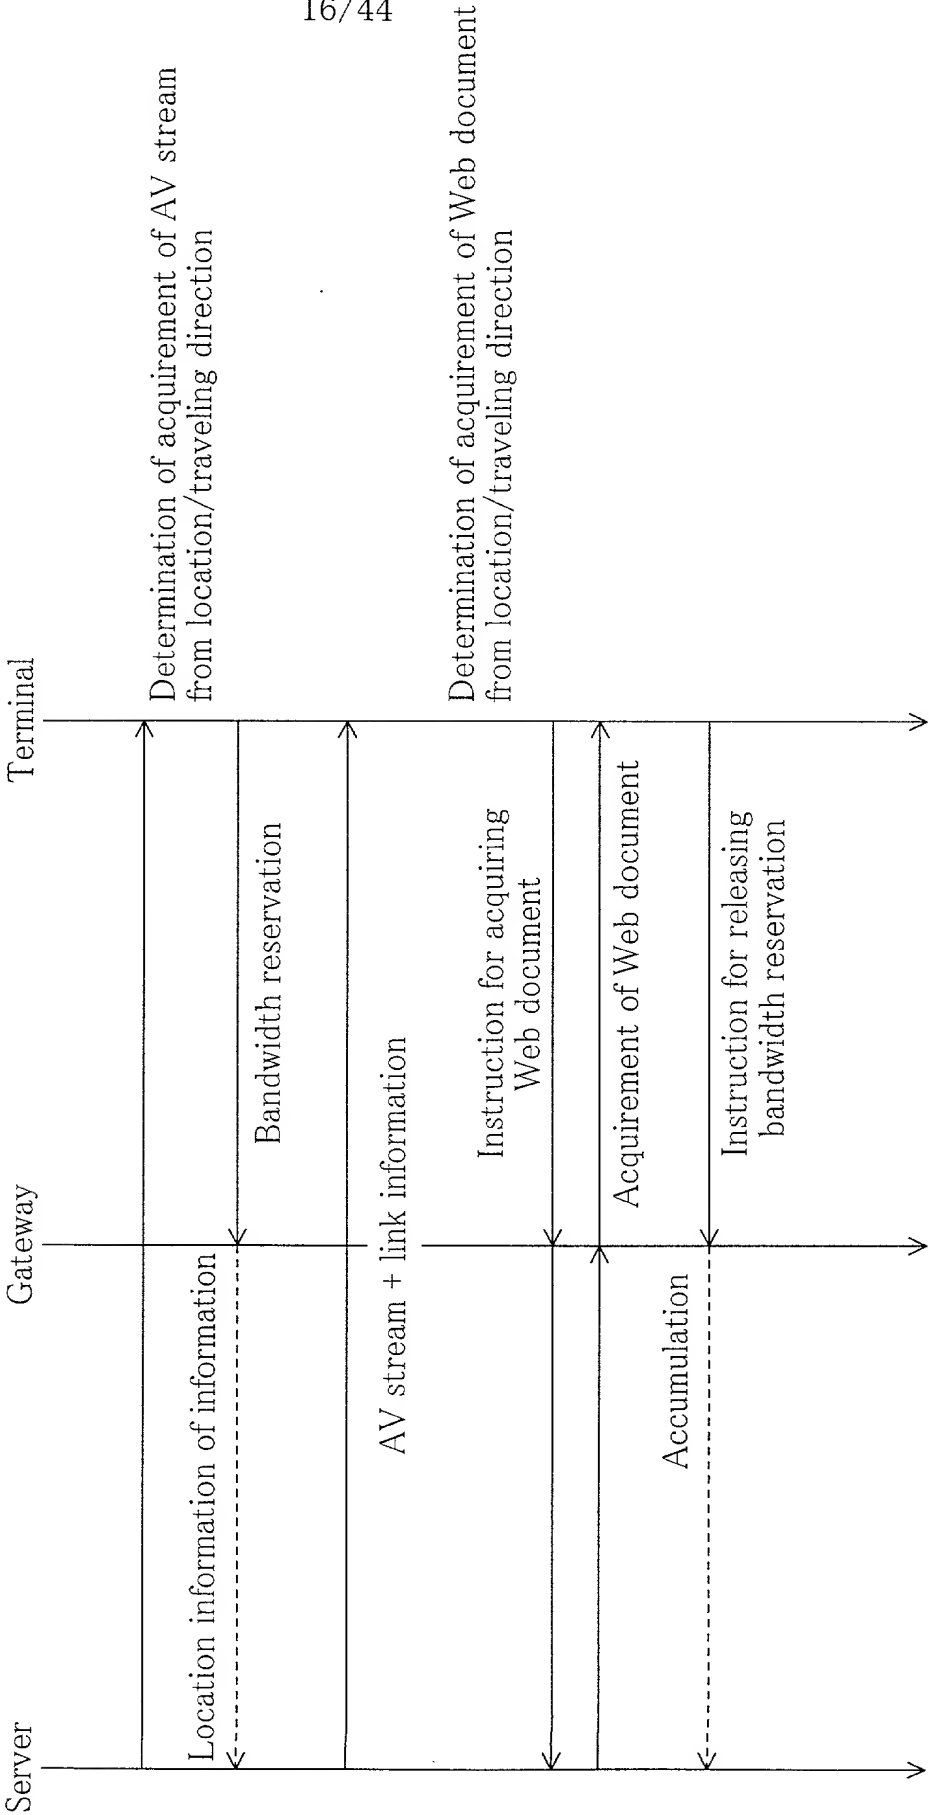 16/44
Server
Gateway
Terminal
Location information of information
Determination of acquirement of AV stream
from location/traveling direction
Bandwidth reservation
AV stream + link information
Determination of acquirement of Web document
from location/traveling direction
Instruction for acquiring
Web document
Acquirement of Web document
Accumulation
Instruction for releasing
bandwidth reservation